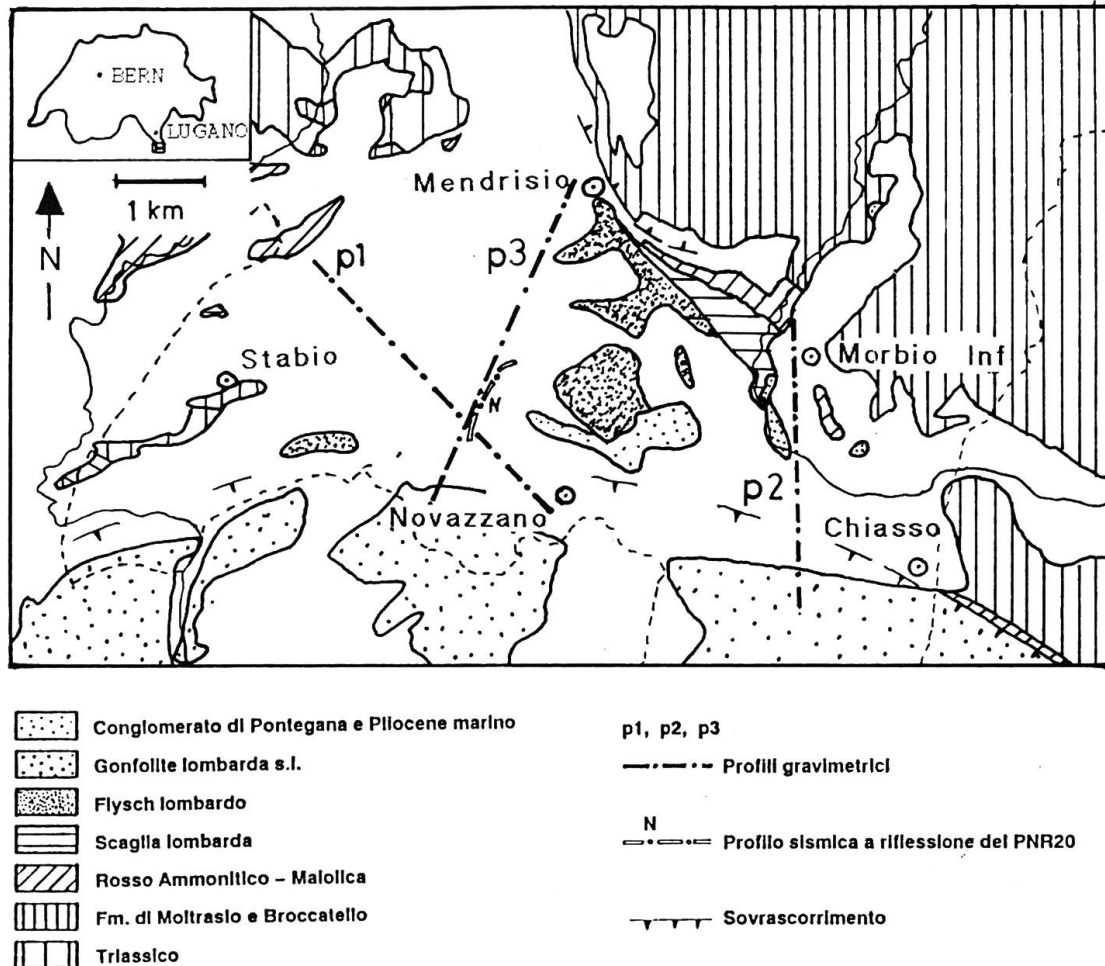 BERN
LUGANO
1 km
N
Mendrisio
p1
p3
Stabio
Morbio Inf
N
p2
Novazzano
Chiasso
Conglomerato di Pontegana e Pliocene marino
Gonfolite lombarda s.l.
Flysch lombardo
Scaglia lombarda
Rosso Ammonitico – Maiolica
Fm. di Moltrasio e Broccatello
Triassico
p1, p2, p3
Profili gravimetrici
N
Profilo sismica a riflessione del PNR20
Sovrascorrimento